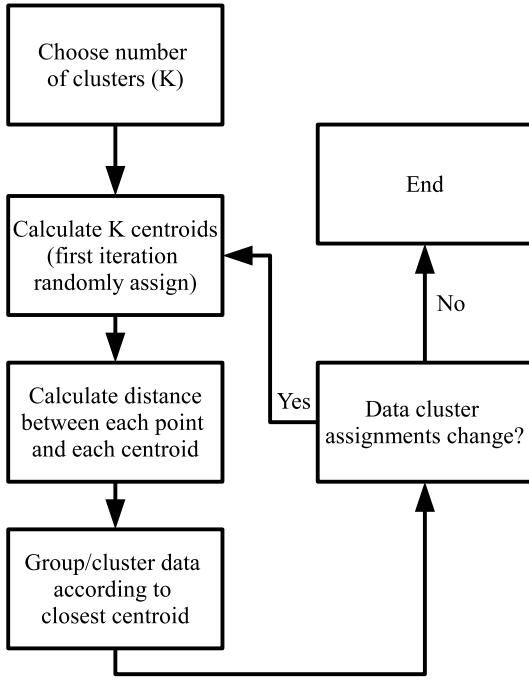 Choose number
of clusters (K)
Calculate K centroids
(first iteration
randomly assign)
Calculate distance
between each point
and each centroid
Group/cluster data
according to
closest centroid
Data cluster
assignments change?
Yes
No
End